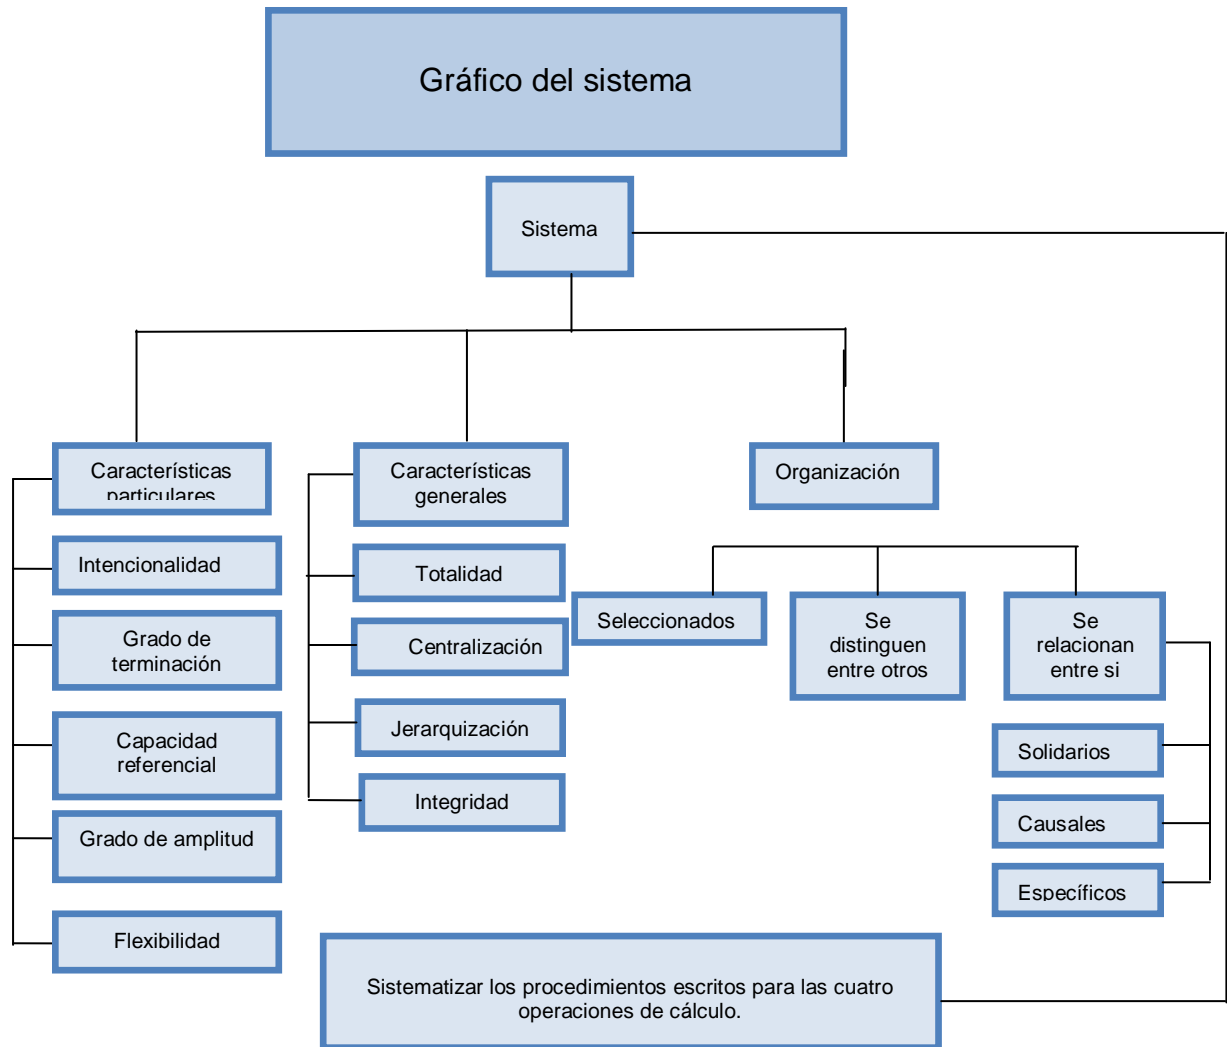 Gráfico del sistema
Sistema
Características
particulares
Intencionalidad
Grado de
terminación
Capacidad
referencial
Grado de amplitud
Flexibilidad
Características
generales
Totalidad
Centralización
Jerarquización
Integridad
Organización
Seleccionados
Se
distinguen
entre otros
Se
relacionan
entre si
Solidarios
Causales
Específicos
Sistematizar los procedimientos escritos para las cuatro
operaciones de cálculo.